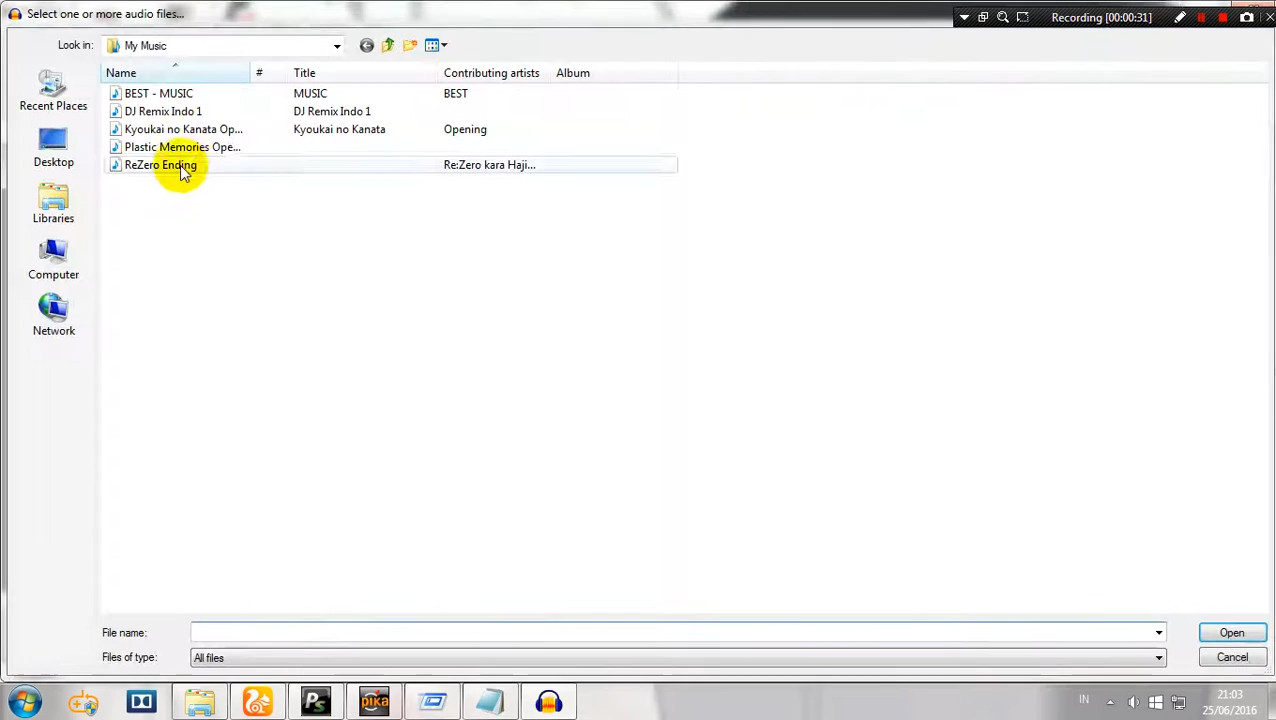 Select one or more audio files...
Recording [00:00:31]
Look in: My Music
Name # Title Contributing artists Album
BEST - MUSIC MUSIC BEST
DJ Remix Indo 1 DJ Remix Indo 1
Kyoukai no Kanata Op... Kyoukai no Kanata Opening
Plastic Memories Ope...
ReZero Ending Re:Zero kara Haji...
Recent Places
Desktop
Libraries
Computer
Network
File name: Open
Files of type: All files Cancel
Ps
pika
IN
21:03
25/06/2016